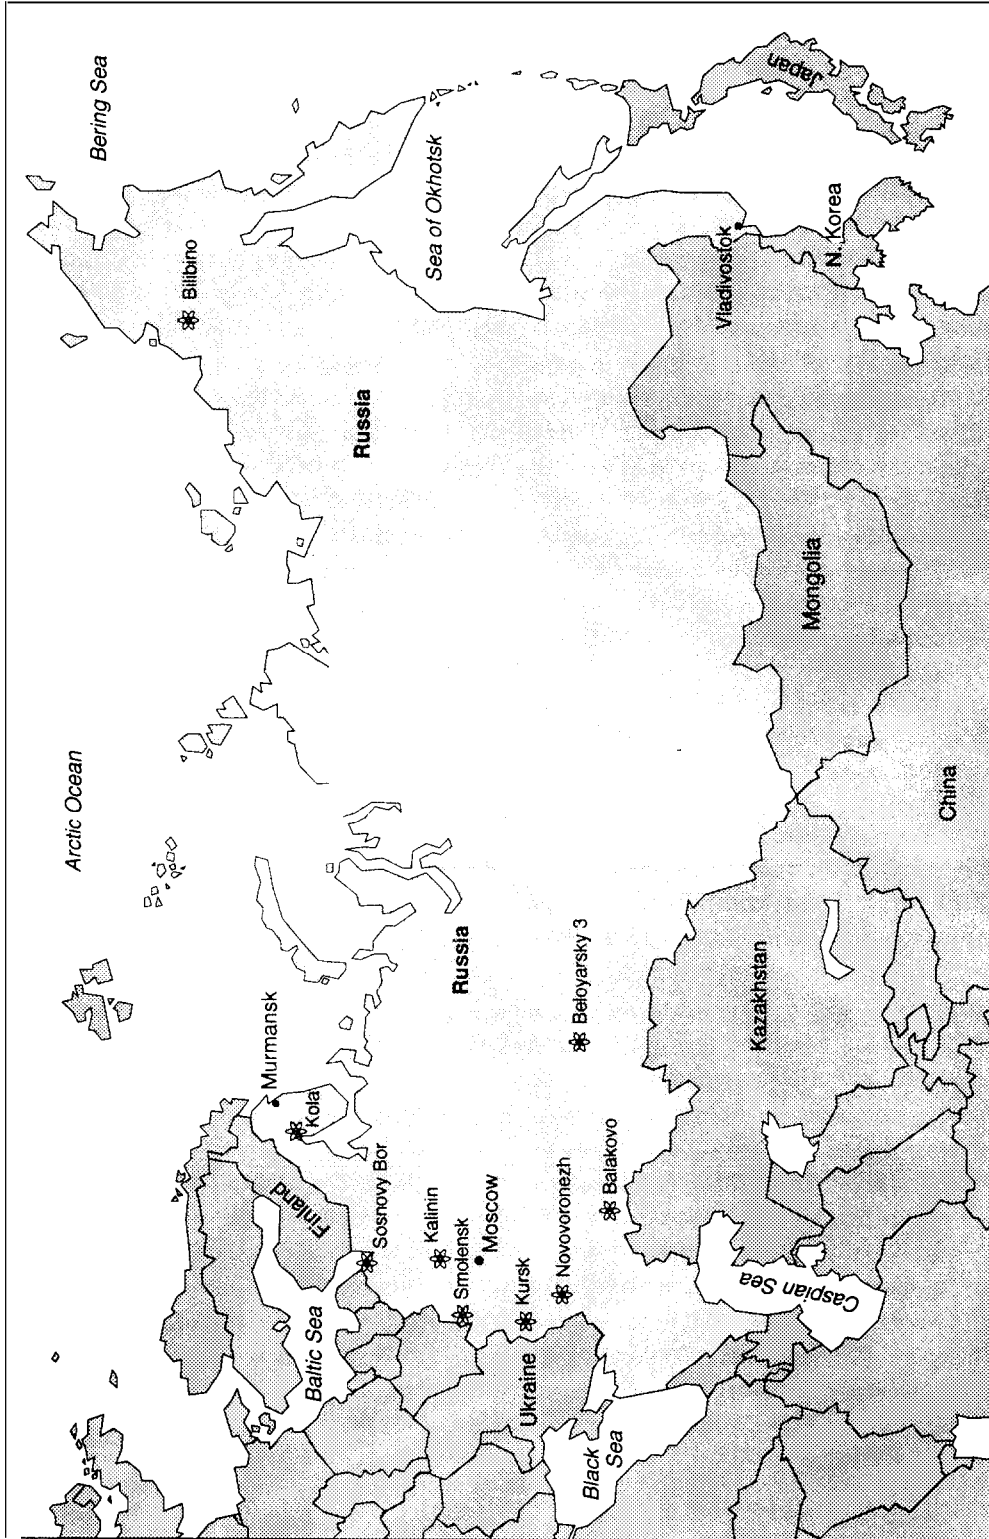 Bering Sea
Arctic Ocean
Bilibino
Sea of Okhotsk
Japan
Russia
Murmansk
Kola
Finland
Sosnovy Bor
Baltic Sea
Kalinin
Smolensk
Moscow
Russia
Kursk
Novovoronezh
Beloyarsky 3
Balakovo
Ukraine
Black
Sea
Caspian Sea
Kazakhstan
Mongolia
China
Vladivostok
N. Korea